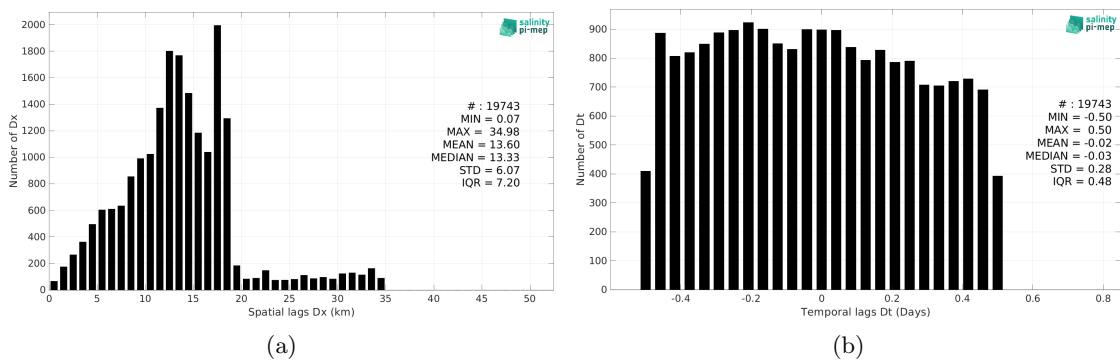 2000
1800
1600
1400
1200
1000
800
600
400
200
0
Number of Dx
salinity
pi-mep
# : 19743
MIN = 0.07
MAX = 34.98
MEAN = 13.60
MEDIAN = 13.33
STD = 6.07
IQR = 7.20
0 5 10 15 20 25 30 35 40 45 50
Spatial lags Dx (km)
(a)
900
800
700
600
500
400
300
200
100
0
Number of Dt
salinity
pi-mep
# : 19743
MIN = -0.50
MAX = 0.50
MEAN = -0.02
MEDIAN = -0.03
STD = 0.28
IQR = 0.48
-0.4 -0.2 0 0.2 0.4 0.6 0.8
Temporal lags Dt (Days)
(b)